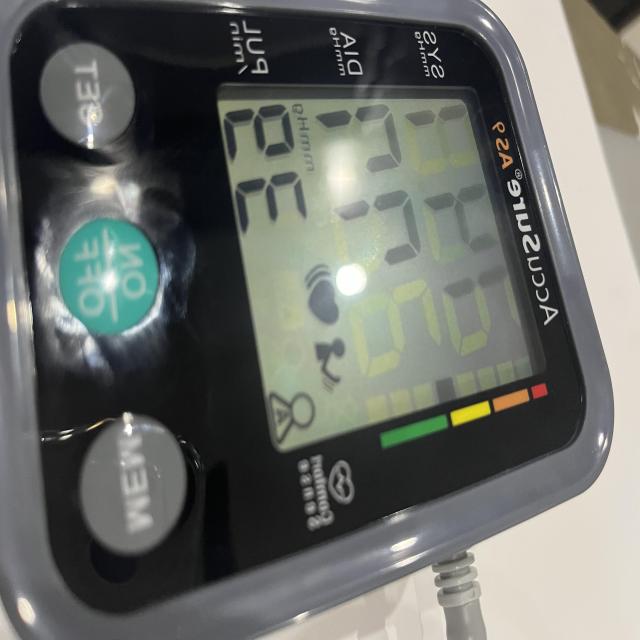 AccuSure® AS9
SYS
mmHg
DIA
mmHg
PUL
/min
mmHg
A
MEM
ON
OFF
SET